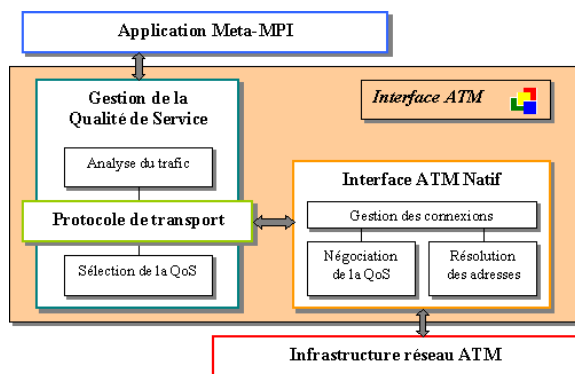 Application Meta-MPI
Interface ATM
Gestion de la
Qualité de Service
Analyse du trafic
Protocole de transport
Sélection de la QoS
Interface ATM Natif
Gestion des connexions
Négociation
de la QoS
Résolution
des adresses
Infrastructure réseau ATM